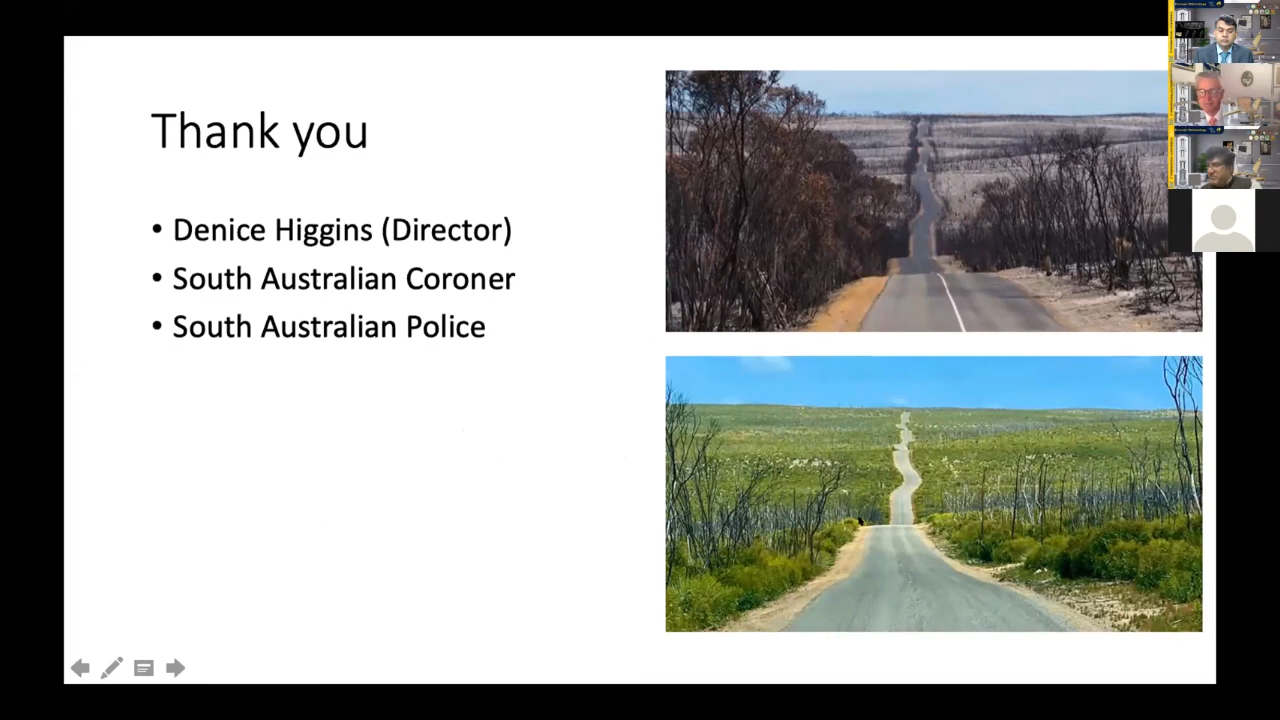 Thank you
• Denice Higgins (Director)
• South Australian Coroner
• South Australian Police